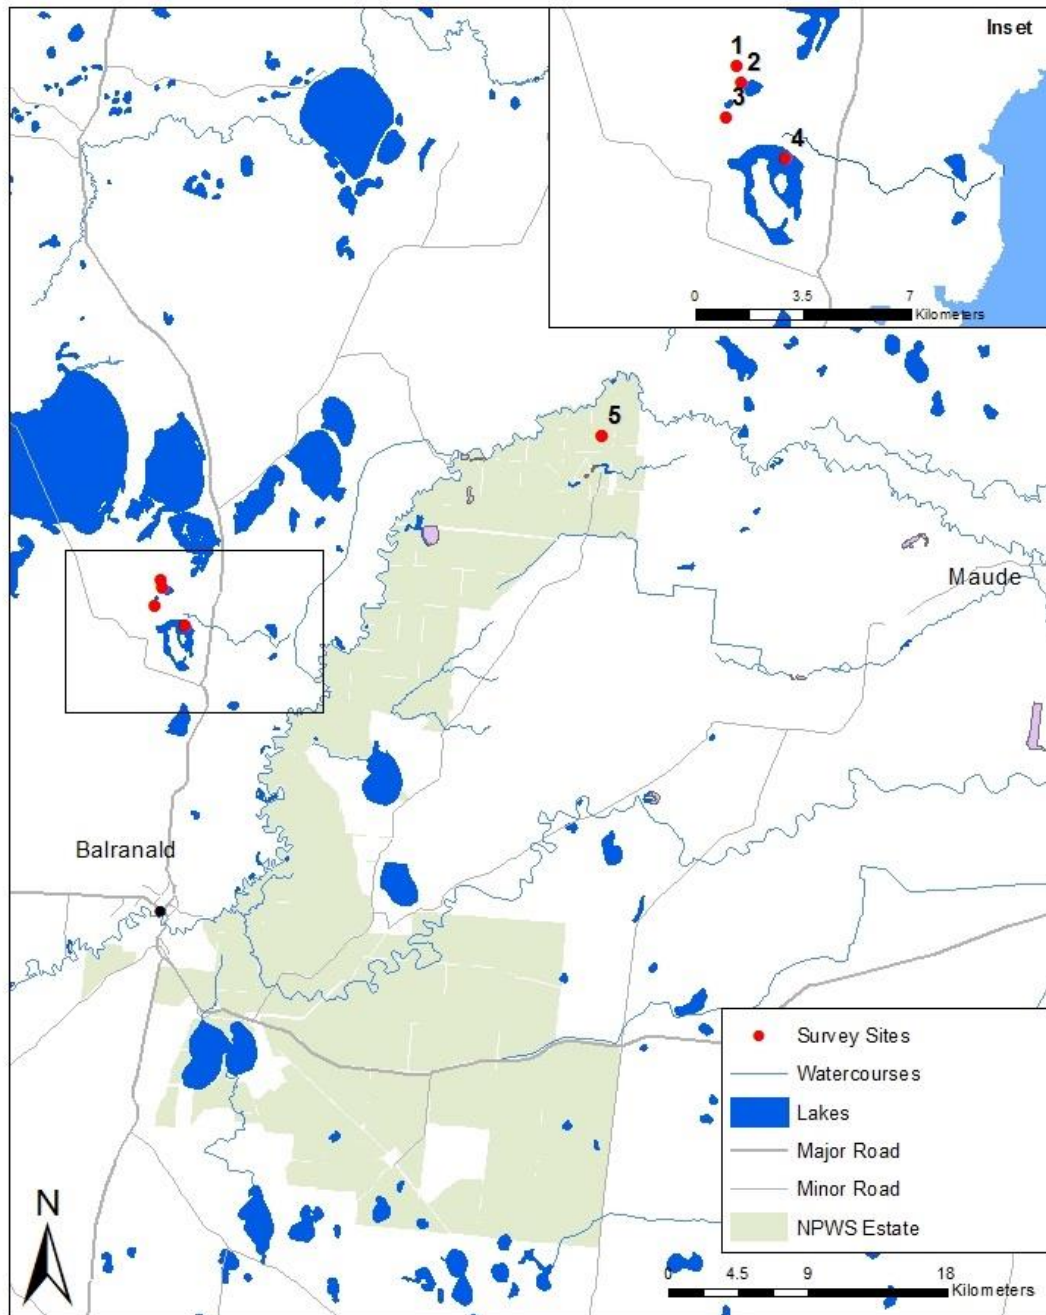 Inset
1
2
3
4
0 3.5 7
Kilometers
5
Maude
Balranald
Survey Sites
Watercourses
Lakes
Major Road
Minor Road
NPWS Estate
N
0 4.5 9 18
Kilometers